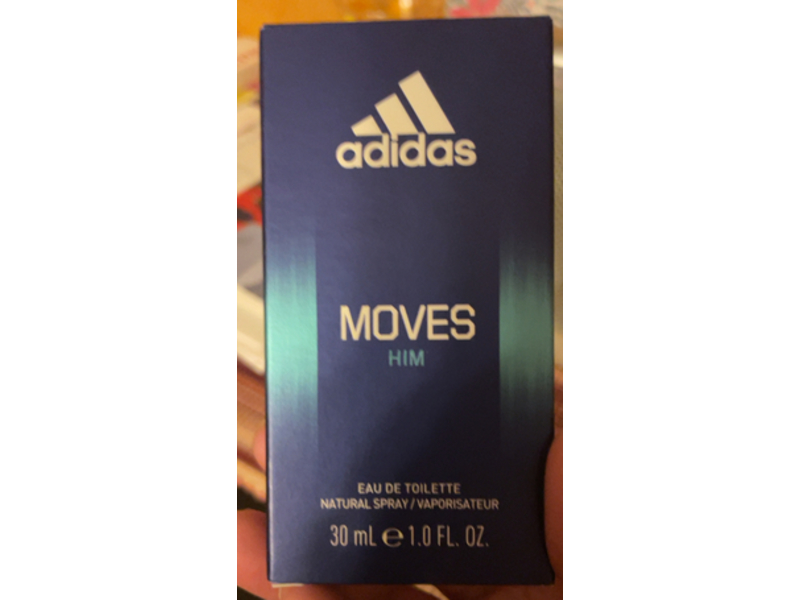 adidas
MOVES
HIM
EAU DE TOILETTE
NATURAL SPRAY / VAPORISATEUR
30 mL ℮ 1.0 FL. OZ.